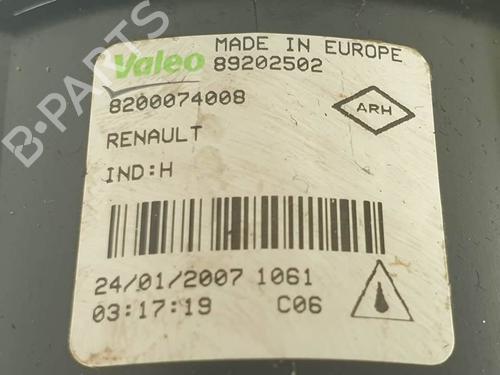 Valeo MADE IN EUROPE
89202502
8200074008
ARH
RENAULT
IND:H
24/01/2007 1061
03:17:19 C06
B-PARTS